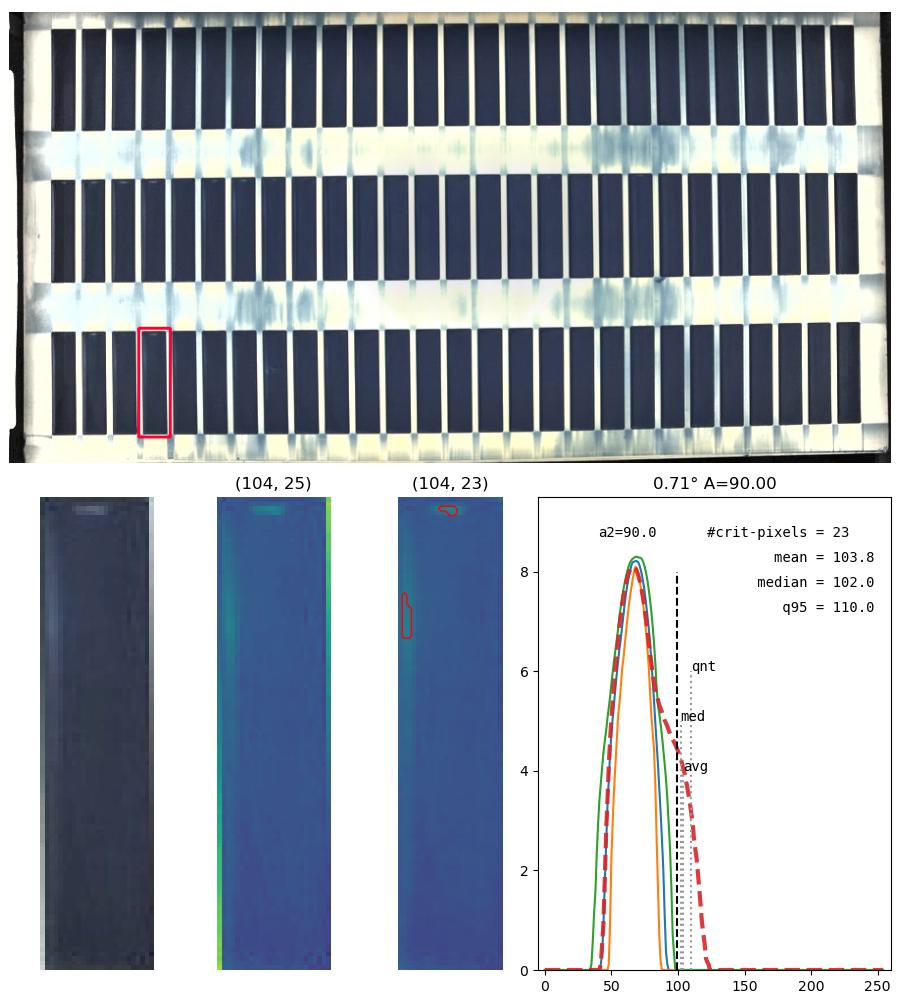 (104, 25)
(104, 23)
0.71° A=90.00
a2=90.0
#crit-pixels = 23
mean = 103.8
median = 102.0
q95 = 110.0
qnt
med
avg
8
6
4
2
0
0 50 100 150 200 250